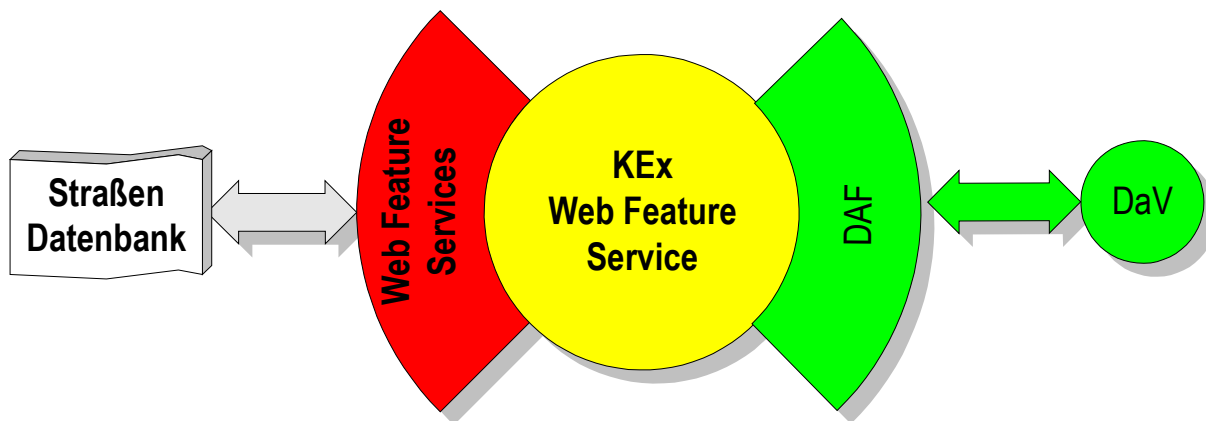 Straßen
Datenbank
Web Feature
Services
KEx
Web Feature
Service
DAF
DaV